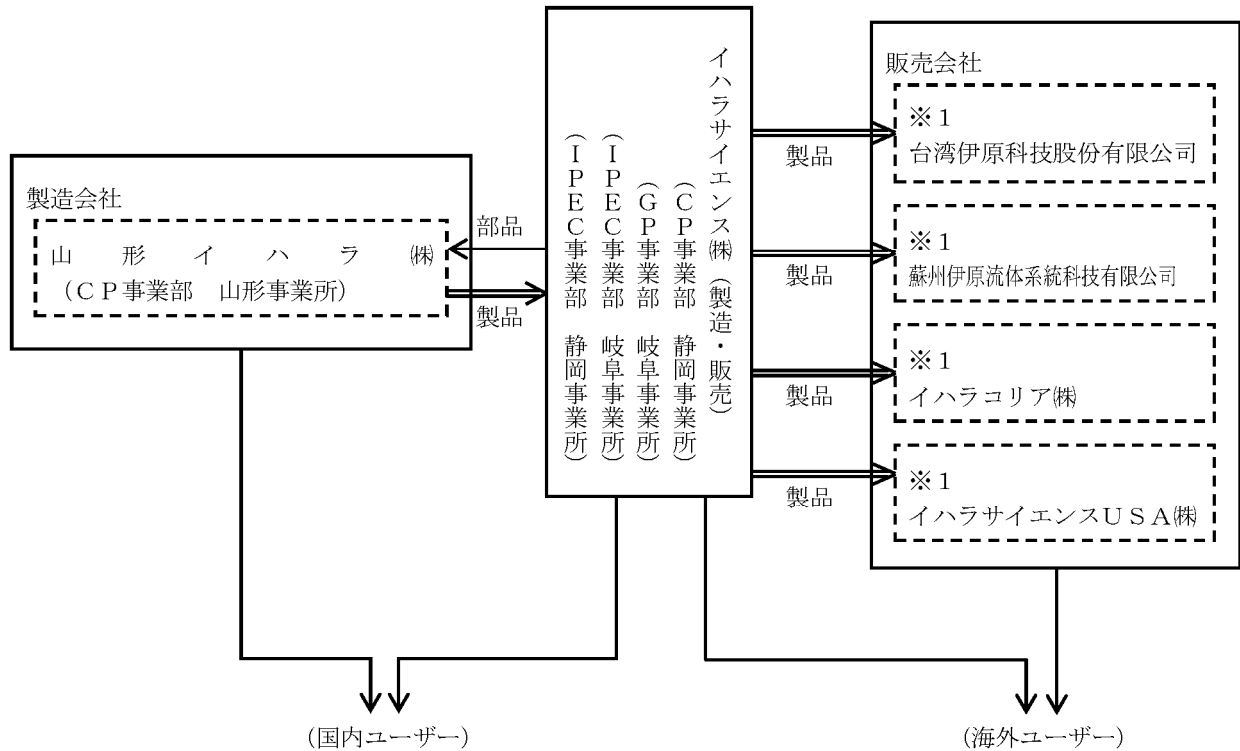 製造会社
山形イハラ㈱
（ＣＰ事業部　山形事業所）
部品
製品
イハラサイエンス㈱（製造・販売）
（ＣＰ事業部　静岡事業所）
（ＧＰ事業部　岐阜事業所）
（ＩＰＥＣ事業部　岐阜事業所）
（ＩＰＥＣ事業部　静岡事業所）
製品
製品
製品
製品
販売会社
※１
台湾伊原科技股份有限公司
※１
蘇州伊原流体系統科技有限公司
※１
イハラコリア㈱
※１
イハラサイエンスＵＳＡ㈱
（国内ユーザー）
（海外ユーザー）